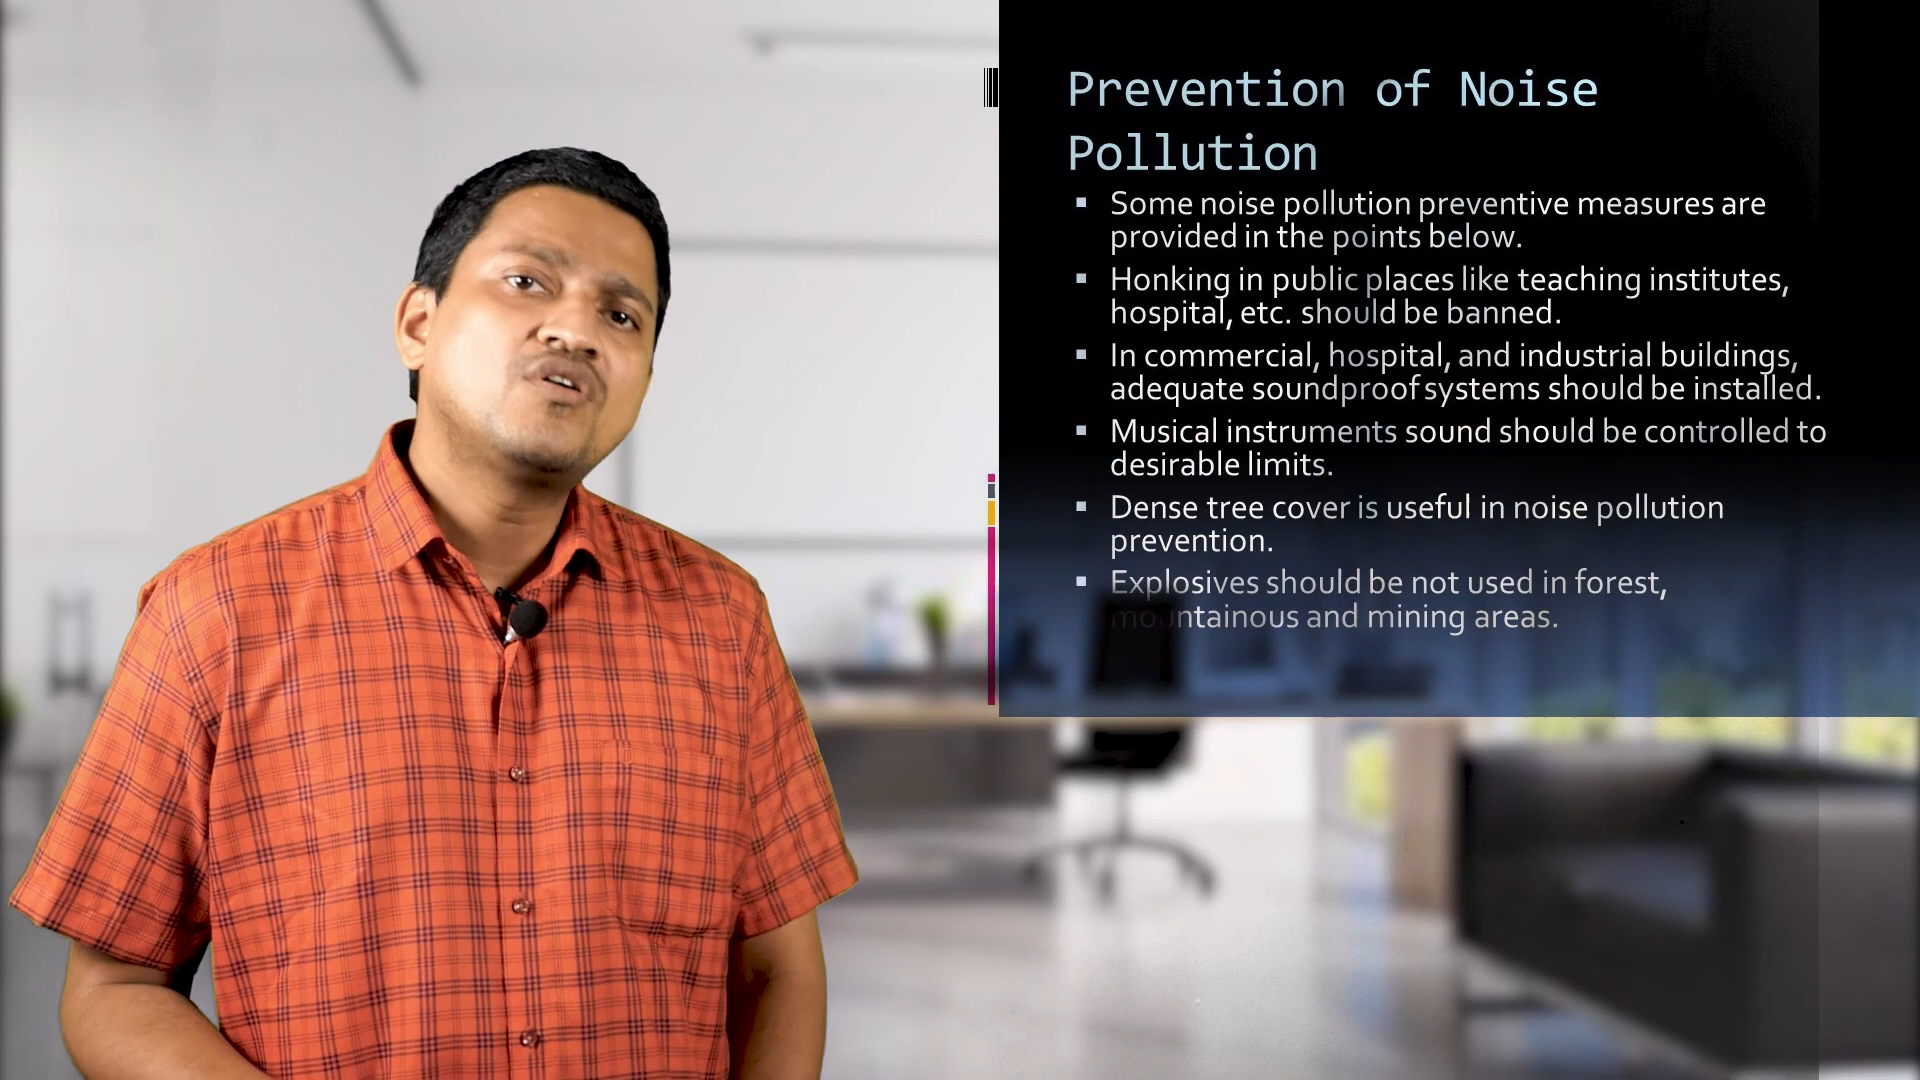 Prevention of Noise
Pollution
Some noise pollution preventive measures are
provided in the points below.
Honking in public places like teaching institutes,
hospital, etc. should be banned.
In commercial, hospital, and industrial buildings,
adequate soundproof systems should be installed.
Musical instruments sound should be controlled to
desirable limits.
Dense tree cover is useful in noise pollution
prevention.
Explosives should be not used in forest,
mountainous and mining areas.